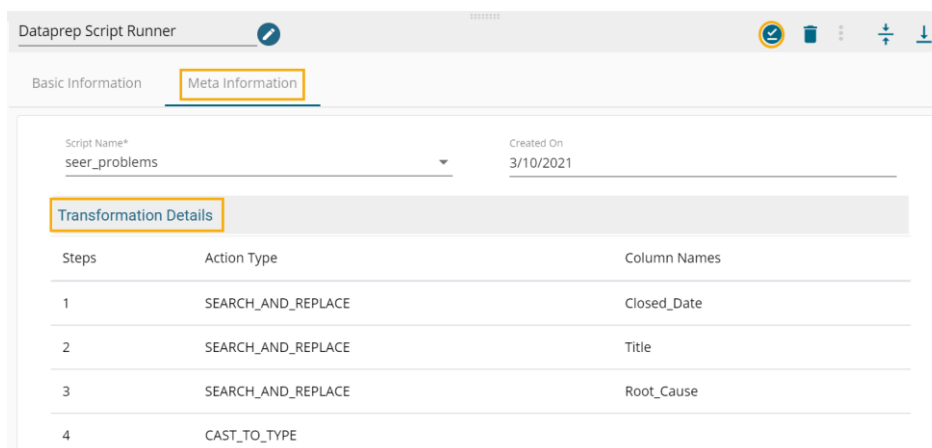 Dataprep Script Runner
Basic Information Meta Information
Script Name* Created On
seer_problems 3/10/2021
Transformation Details
Steps Action Type Column Names
1 SEARCH_AND_REPLACE Closed_Date
2 SEARCH_AND_REPLACE Title
3 SEARCH_AND_REPLACE Root_Cause
4 CAST_TO_TYPE